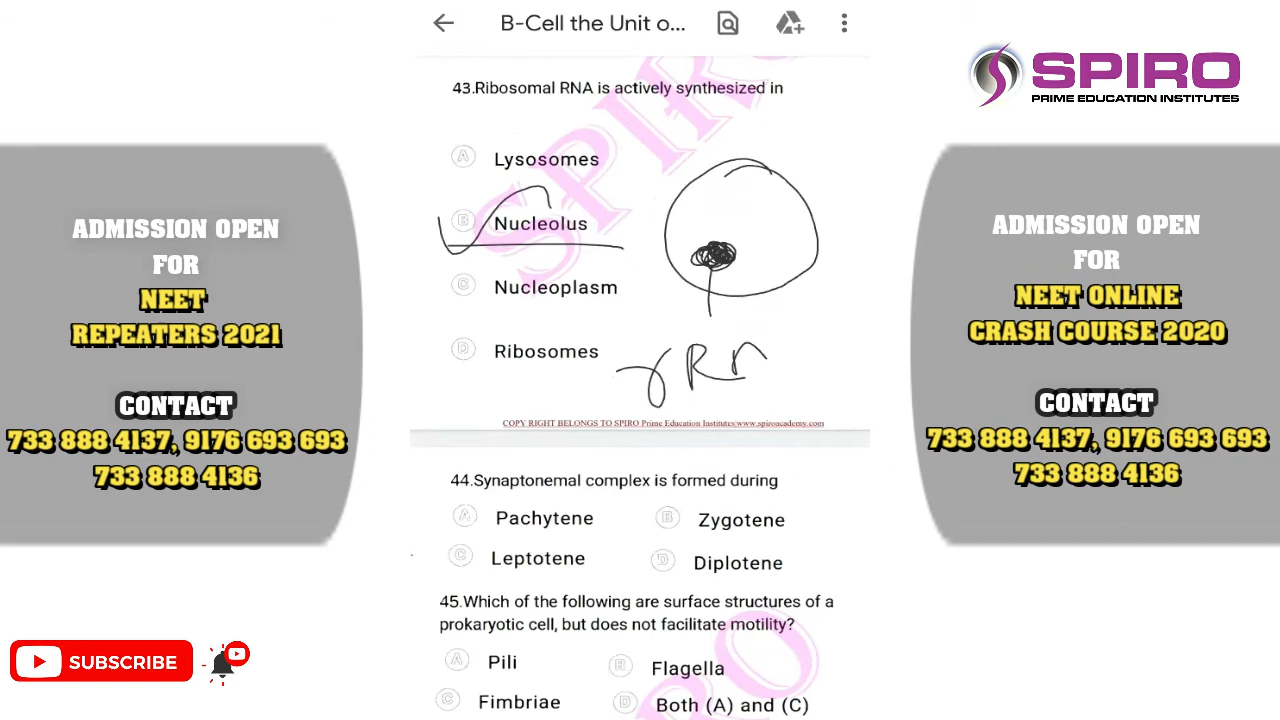 B-Cell the Unit o...
SPIRO
PRIME EDUCATION INSTITUTES
43.Ribosomal RNA is actively synthesized in
A Lysosomes
B Nucleolus
C Nucleoplasm
D Ribosomes
rRn
COPY RIGHT BELONGS TO SPIRO Prime Education Institutes|www.spiroacademy.com
44.Synaptonemal complex is formed during
A Pachytene B Zygotene
C Leptotene D Diplotene
45.Which of the following are surface structures of a
prokaryotic cell, but does not facilitate motility?
A Pili B Flagella
C Fimbriae D Both (A) and (C)
SPIRO
SPIRO
ADMISSION OPEN
FOR
NEET
REPEATERS 2021
CONTACT
733 888 4137, 9176 693 693
733 888 4136
ADMISSION OPEN
FOR
NEET ONLINE
CRASH COURSE 2020
CONTACT
733 888 4137, 9176 693 693
733 888 4136
SUBSCRIBE